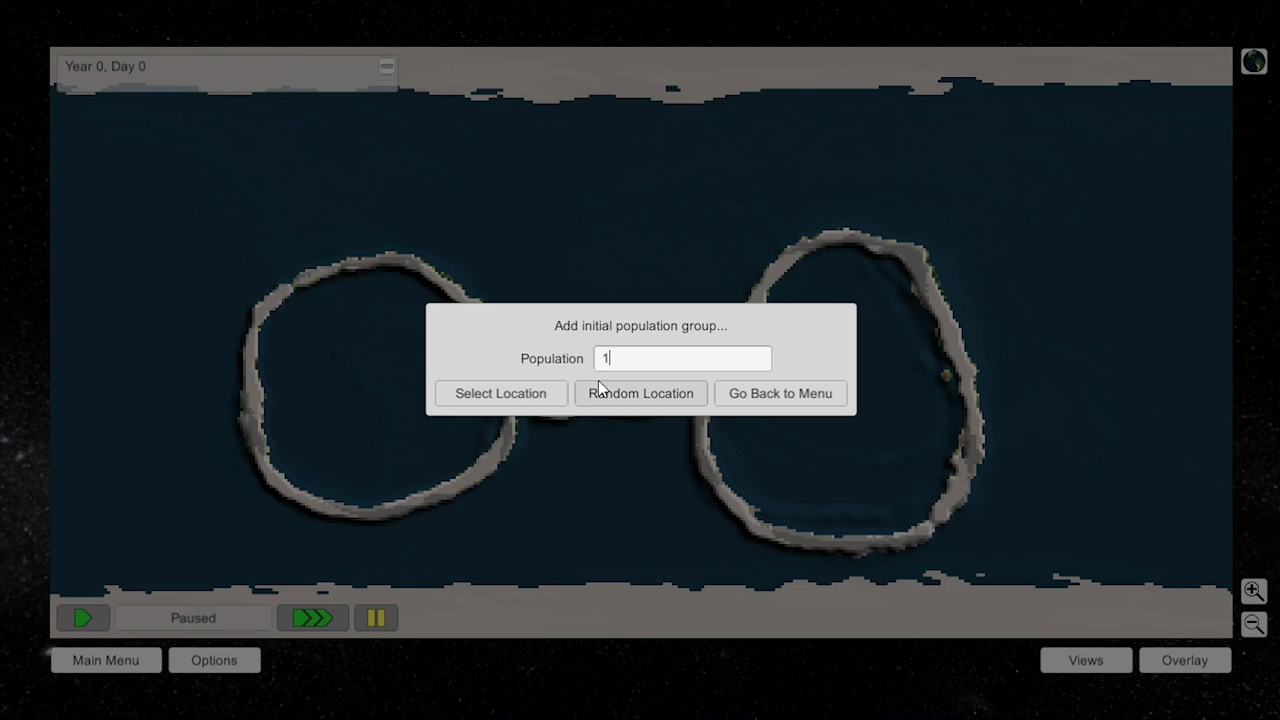 Year 0, Day 0
Add initial population group...
Population 1
Select Location Random Location Go Back to Menu
Paused
Main Menu Options Views Overlay